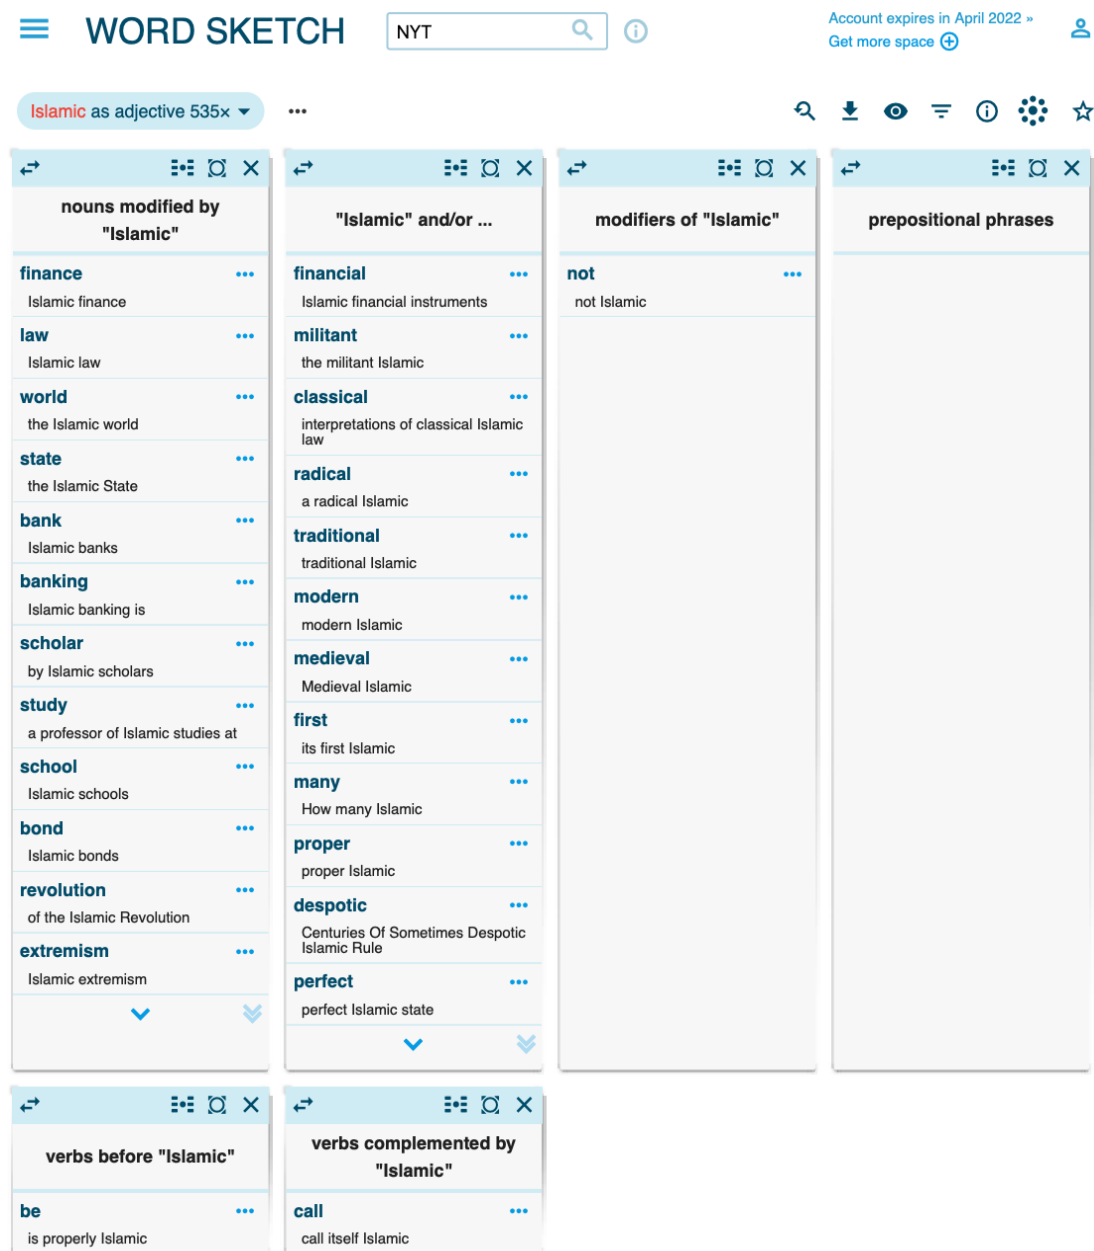 WORD SKETCH
NYT
Account expires in April 2022 »
Get more space
Islamic as adjective 535×
nouns modified by
"Islamic"
finance
Islamic finance
law
Islamic law
world
the Islamic world
state
the Islamic State
bank
Islamic banks
banking
Islamic banking is
scholar
by Islamic scholars
study
a professor of Islamic studies at
school
Islamic schools
bond
Islamic bonds
revolution
of the Islamic Revolution
extremism
Islamic extremism
"Islamic" and/or ...
financial
Islamic financial instruments
militant
the militant Islamic
classical
interpretations of classical Islamic
law
radical
a radical Islamic
traditional
traditional Islamic
modern
modern Islamic
medieval
Medieval Islamic
first
its first Islamic
many
How many Islamic
proper
proper Islamic
despotic
Centuries Of Sometimes Despotic
Islamic Rule
perfect
perfect Islamic state
modifiers of "Islamic"
not
not Islamic
prepositional phrases
verbs before "Islamic"
be
is properly Islamic
verbs complemented by
"Islamic"
call
call itself Islamic